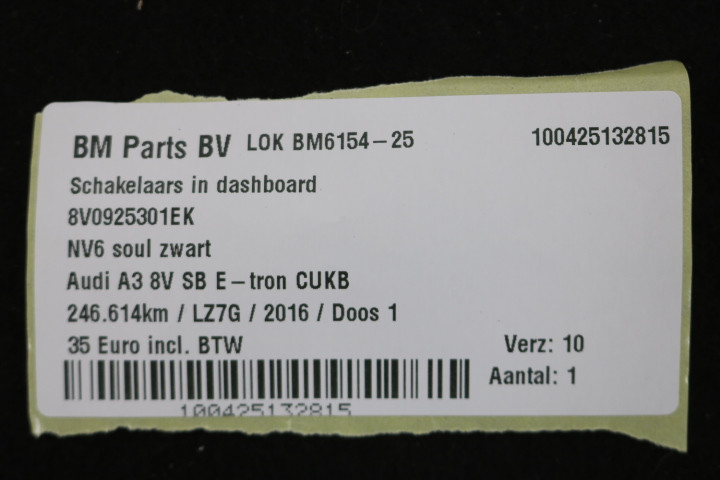 BM Parts BV LOK BM6154-25 100425132815
Schakelaars in dashboard
8V0925301EK
NV6 soul zwart
Audi A3 8V SB E-tron CUKB
246.614km / LZ7G / 2016 / Doos 1
35 Euro incl. BTW Verz: 10
Aantal: 1
100425132815